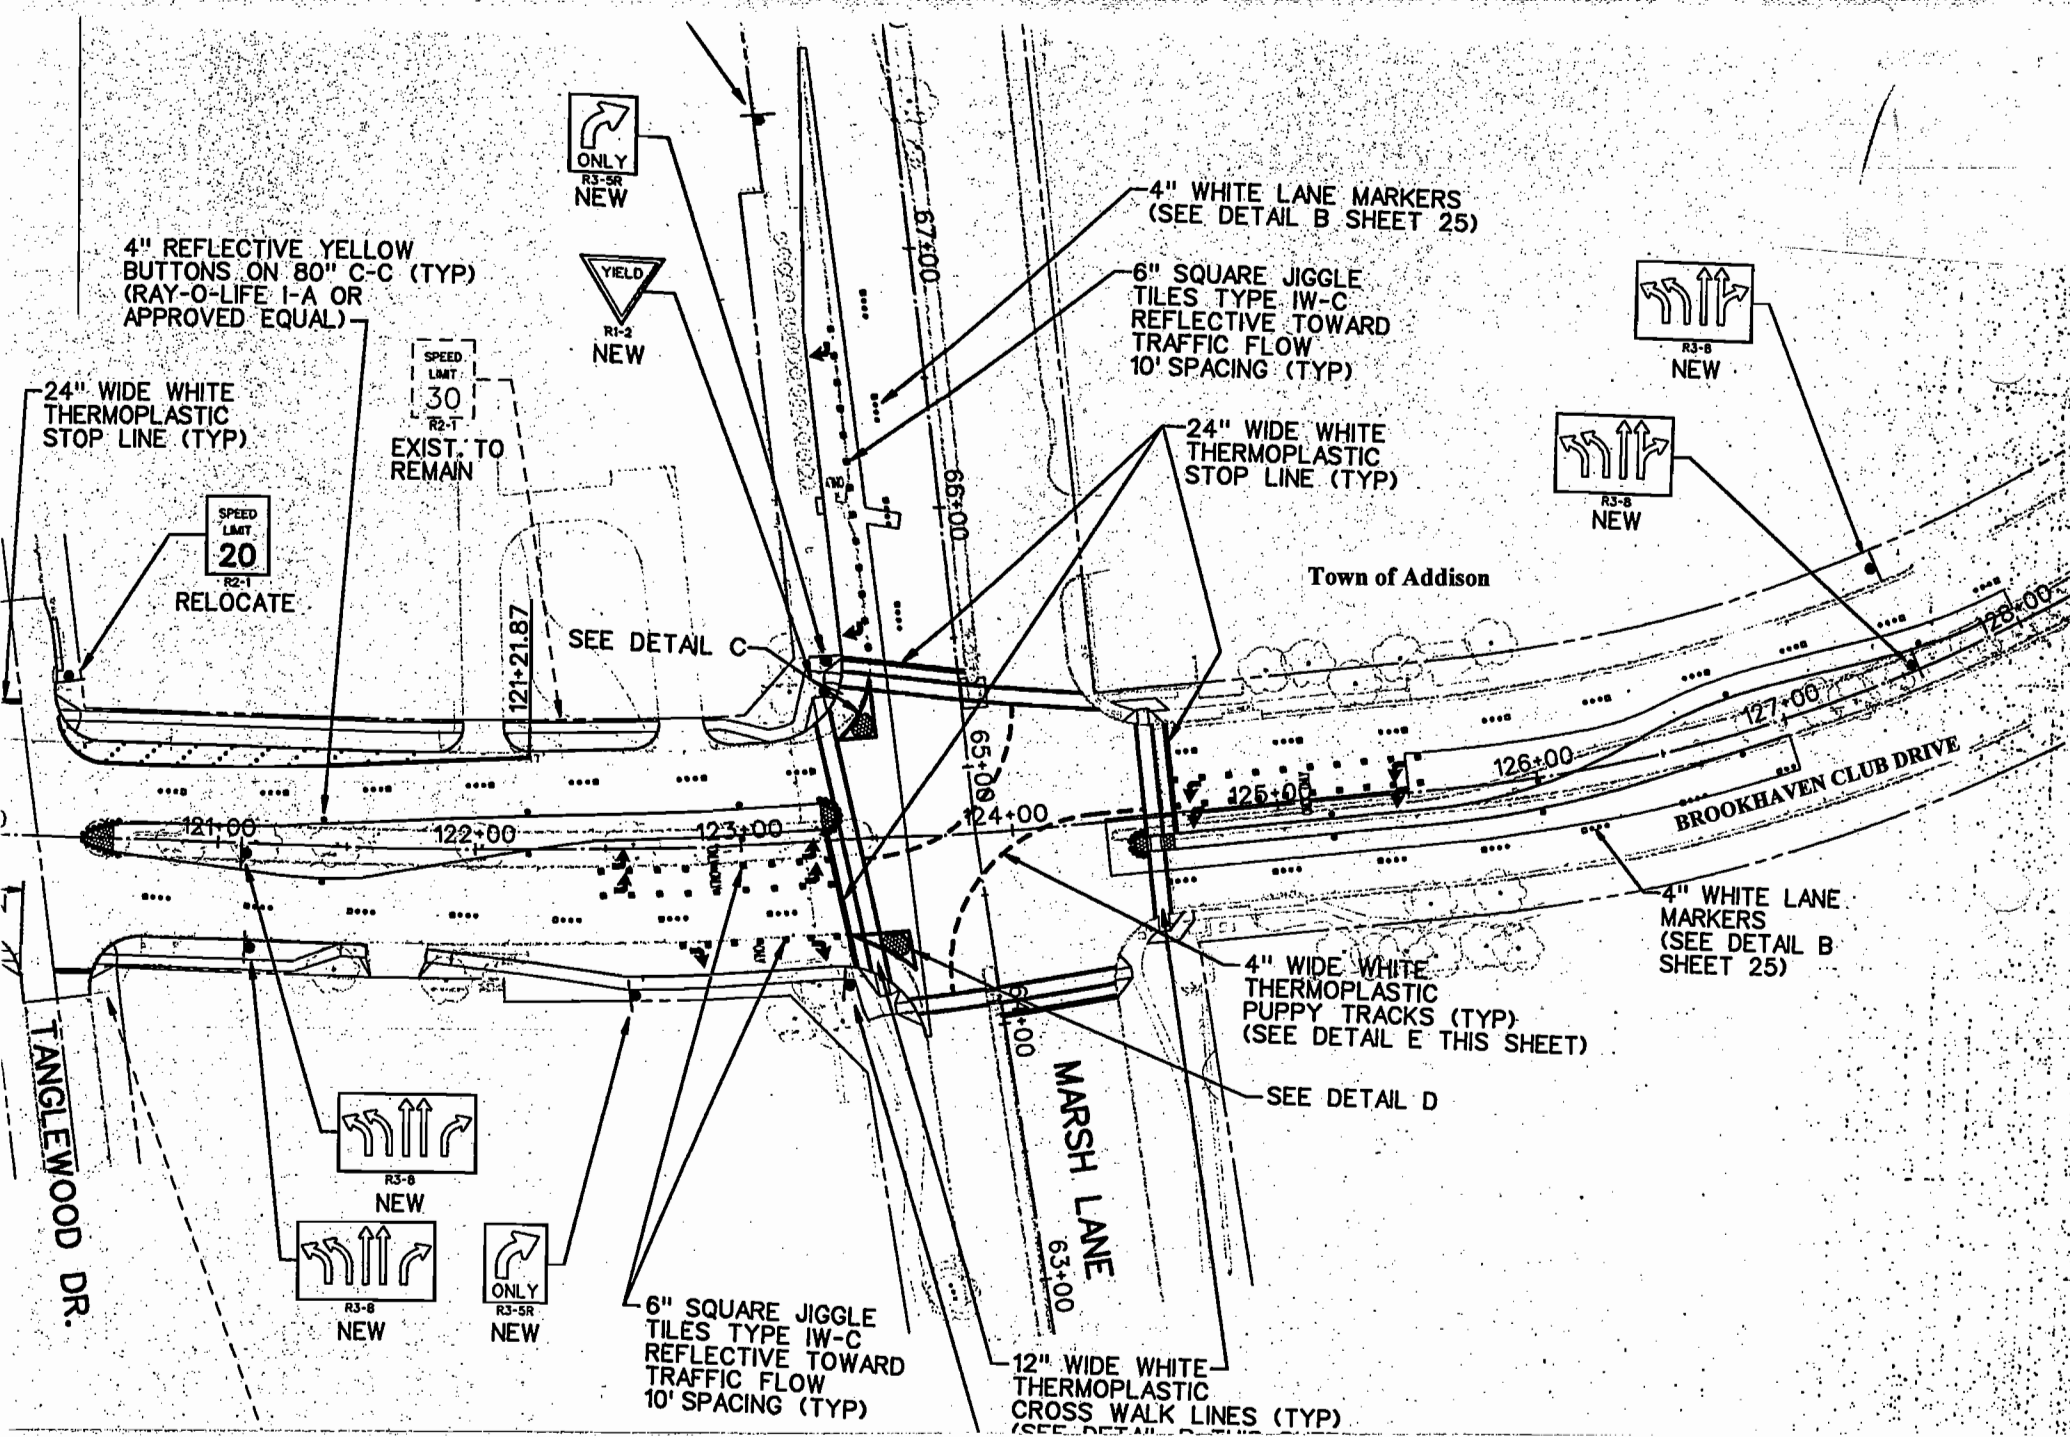 ONLY
R3-5R
NEW
YIELD
R1-2
NEW
4" REFLECTIVE YELLOW
BUTTONS ON 80" C-C (TYP)
(RAY-O-LIFE I-A OR
APPROVED EQUAL)
SPEED
LIMIT
30
R2-1
EXIST. TO
REMAIN
24" WIDE WHITE
THERMOPLASTIC
STOP LINE (TYP)
SPEED
LIMIT
20
R2-1
RELOCATE
4" WHITE LANE MARKERS
(SEE DETAIL B SHEET 25)
6" SQUARE JIGGLE
TILES TYPE IW-C
REFLECTIVE TOWARD
TRAFFIC FLOW
10' SPACING (TYP)
24" WIDE WHITE
THERMOPLASTIC
STOP LINE (TYP)
R3-8
NEW
R3-8
NEW
Town of Addison
67+00
66+00
65+00
64+00
63+00
SEE DETAIL C
121+21.87
121+00
122+00
123+00
124+00
125+00
126+00
127+00
128+00
BROOKHAVEN CLUB DRIVE
4" WHITE LANE
MARKERS
(SEE DETAIL B
SHEET 25)
4" WIDE WHITE
THERMOPLASTIC
PUPPY TRACKS (TYP)
(SEE DETAIL E THIS SHEET)
SEE DETAIL D
MARSH LANE
TANGLEWOOD DR.
R3-8
NEW
R3-8
NEW
ONLY
R3-5R
NEW
6" SQUARE JIGGLE
TILES TYPE IW-C
REFLECTIVE TOWARD
TRAFFIC FLOW
10' SPACING (TYP)
12" WIDE WHITE
THERMOPLASTIC
CROSS WALK LINES (TYP)